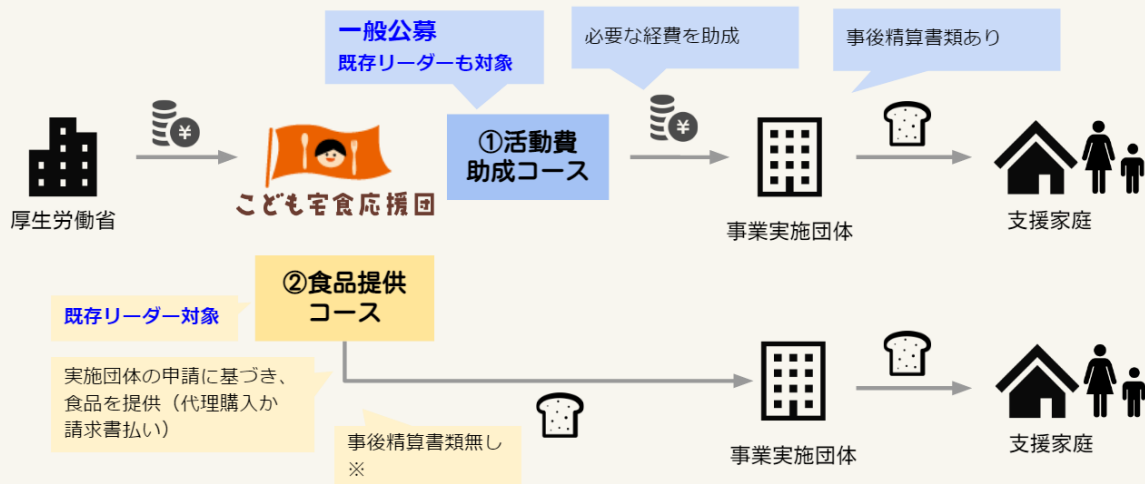 一般公募
既存リーダーも対象
必要な経費を助成
事後精算書類あり
¥
¥
①活動費
助成コース
こども宅食応援団
厚生労働省
事業実施団体
支援家庭
②食品提供
コース
既存リーダー対象
実施団体の申請に基づき、
食品を提供（代理購入か
請求書払い）
事後精算書類無し
※
事業実施団体
支援家庭